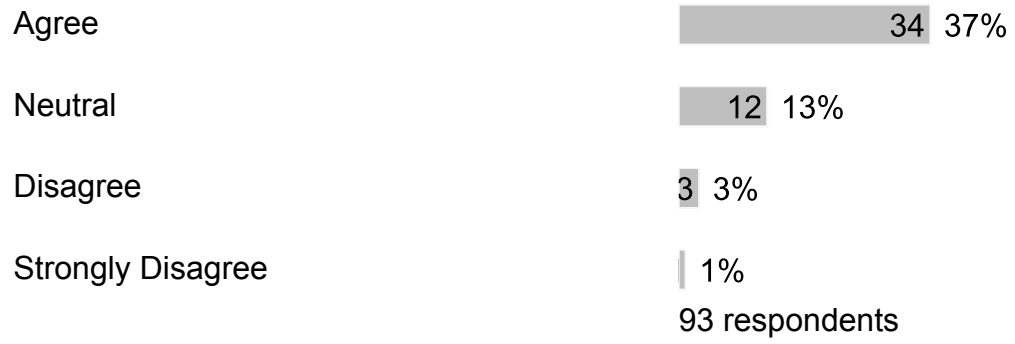 Agree 34 37%
Neutral 12 13%
Disagree 3 3%
Strongly Disagree 1%
93 respondents